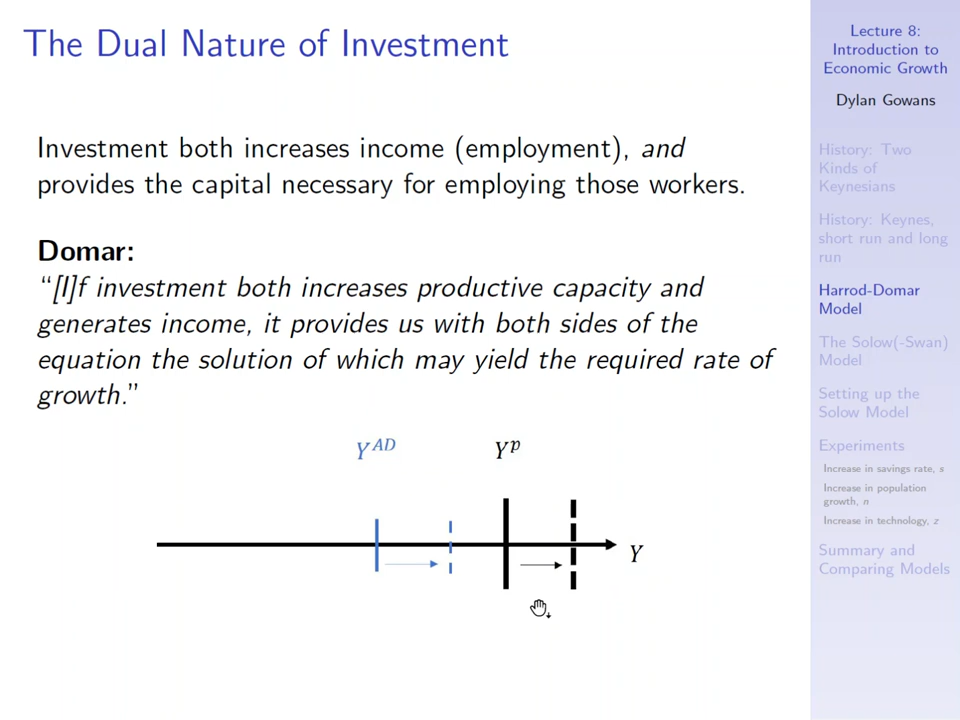 The Dual Nature of Investment
Investment both increases income (employment), and
provides the capital necessary for employing those workers.
Domar:
“[I]f investment both increases productive capacity and
generates income, it provides us with both sides of the
equation the solution of which may yield the required rate of
growth.”
Y^AD
Y^p
Y
Lecture 8:
Introduction to
Economic Growth
Dylan Gowans
History: Two
Kinds of
Keynesians
History: Keynes,
short run and long
run
Harrod-Domar
Model
The Solow(-Swan)
Model
Setting up the
Solow Model
Experiments
Increase in savings rate, s
Increase in population
growth, n
Increase in technology, z
Summary and
Comparing Models